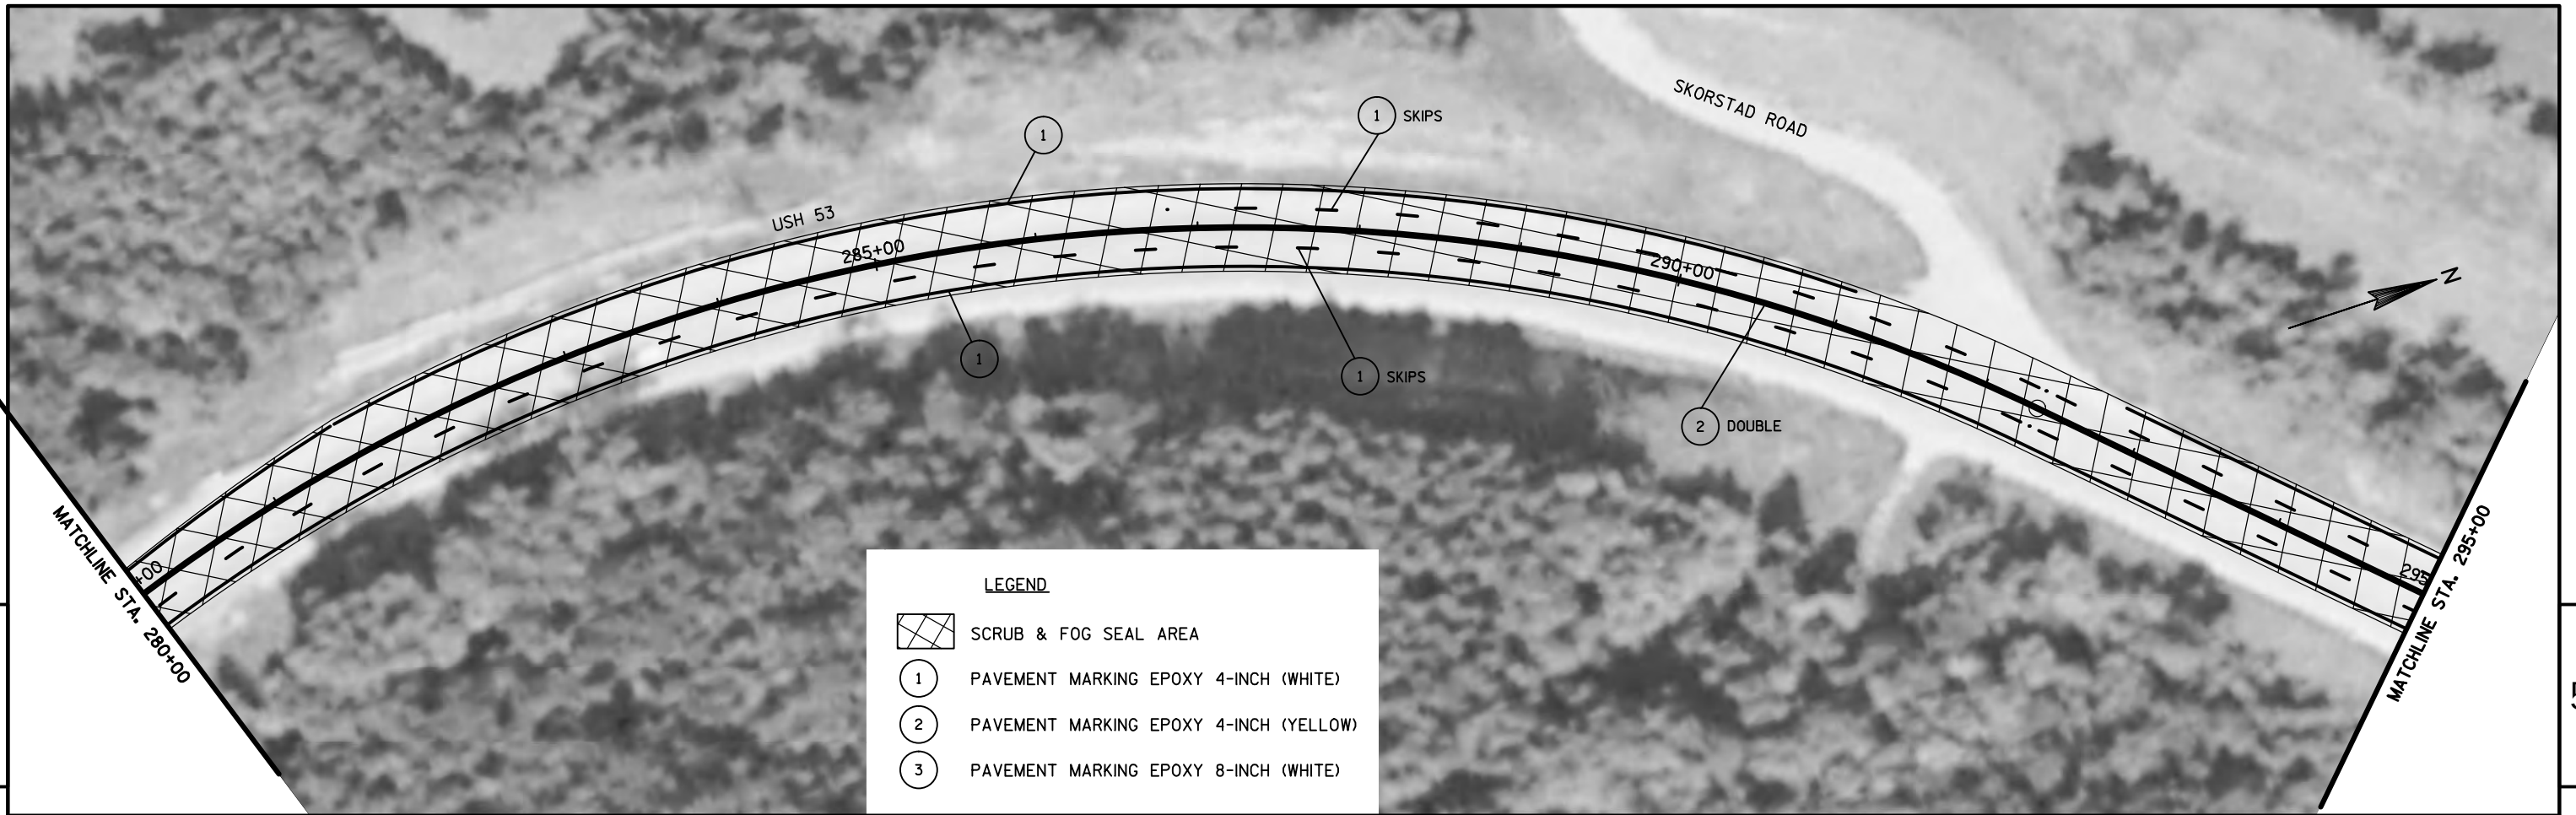 SKORSTAD ROAD
1
1 SKIPS
USH 53
285+00
290+00
N
1
1 SKIPS
2 DOUBLE
+00
295
MATCHLINE STA. 280+00
MATCHLINE STA. 295+00
LEGEND
SCRUB & FOG SEAL AREA
1 PAVEMENT MARKING EPOXY 4-INCH (WHITE)
2 PAVEMENT MARKING EPOXY 4-INCH (YELLOW)
3 PAVEMENT MARKING EPOXY 8-INCH (WHITE)